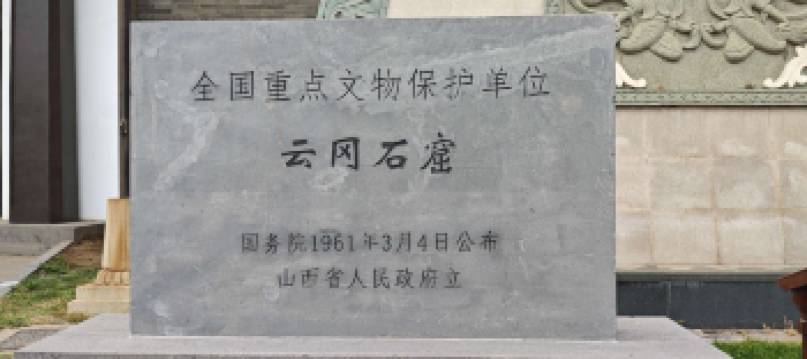 全国重点文物保护单位
云冈石窟
国务院1961年3月4日公布
山西省人民政府立